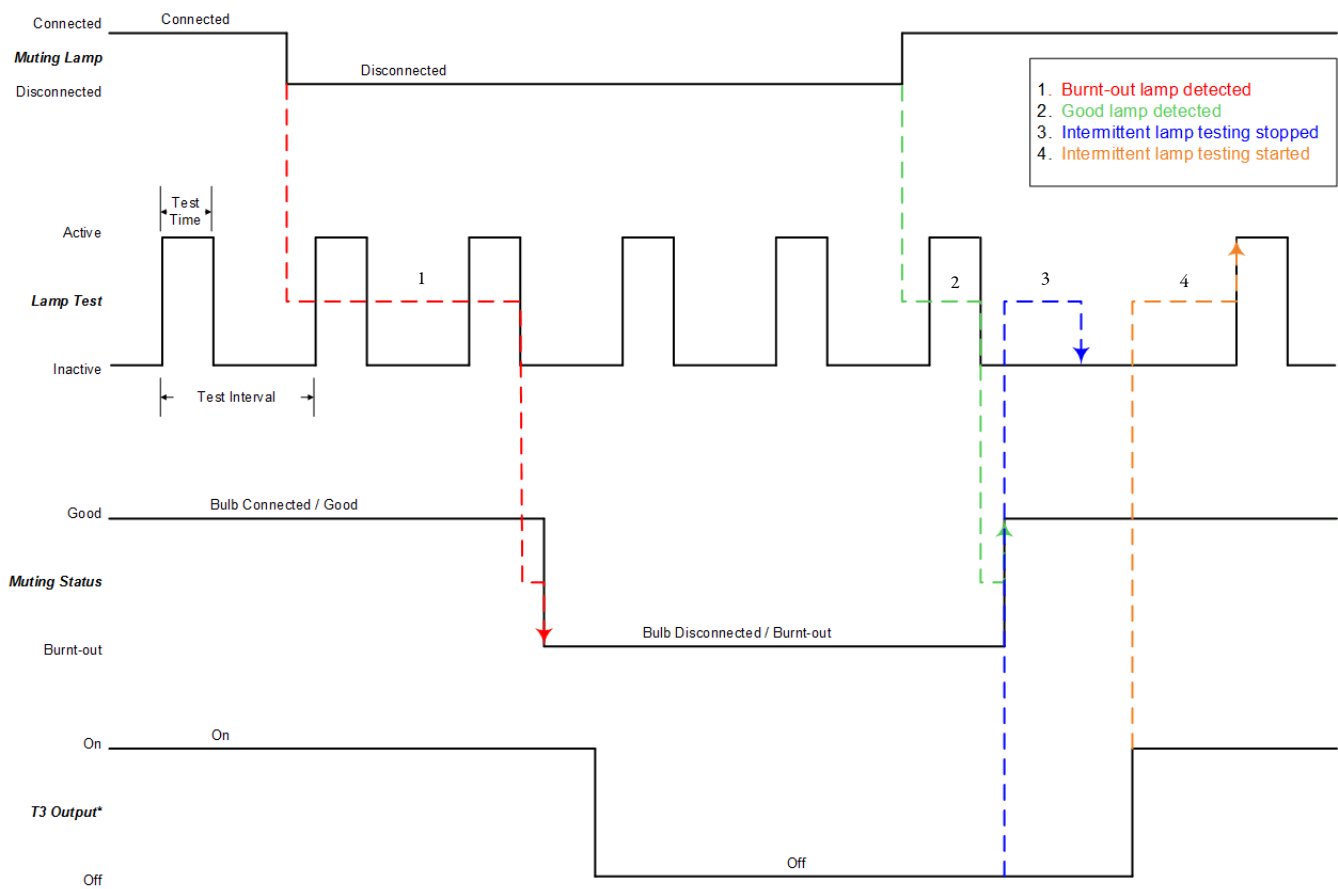 Connected
Connected
Muting Lamp
Disconnected
Disconnected
1. Burnt-out lamp detected
2. Good lamp detected
3. Intermittent lamp testing stopped
4. Intermittent lamp testing started
Test
Time
Active
1
2
3
4
Lamp Test
Inactive
Test Interval
Bulb Connected / Good
Good
Muting Status
Bulb Disconnected / Burnt-out
Burnt-out
On
On
T3 Output*
Off
Off